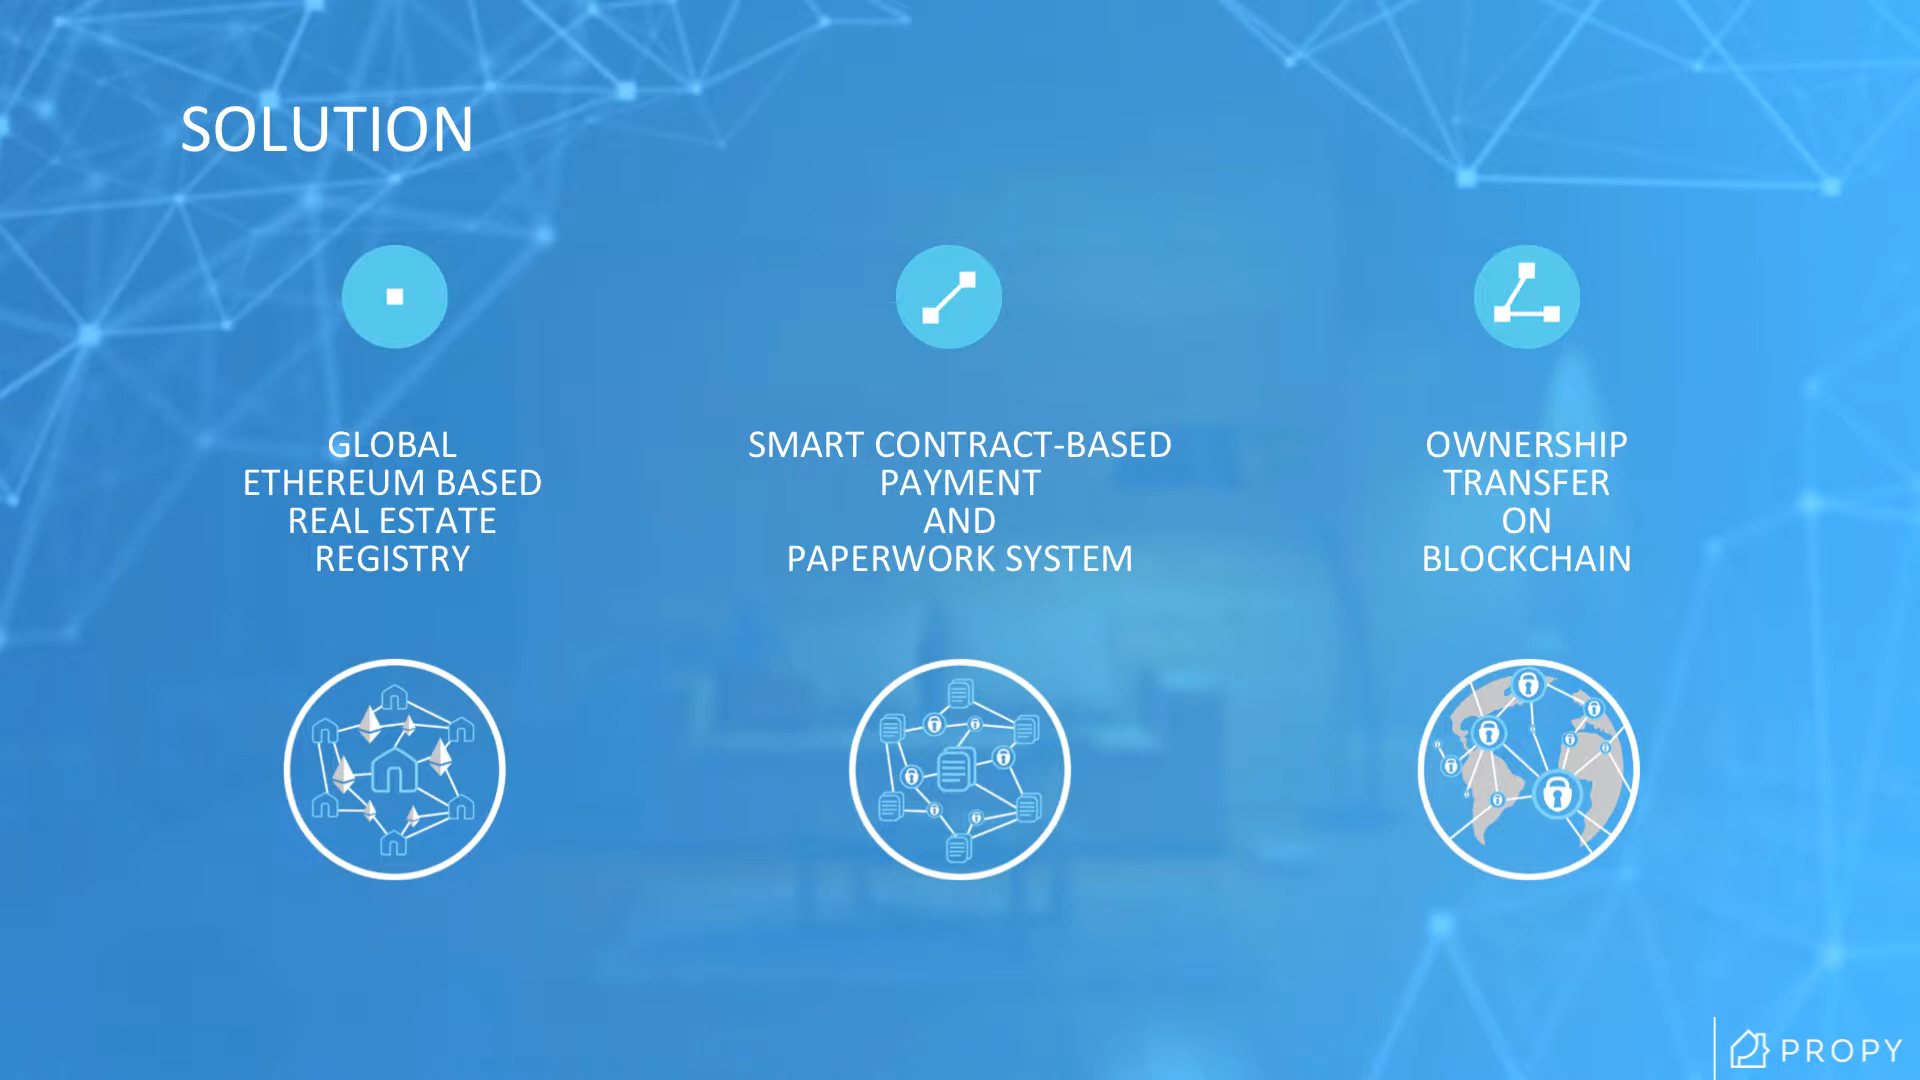 SOLUTION
GLOBAL
ETHEREUM BASED
REAL ESTATE
REGISTRY
SMART CONTRACT-BASED
PAYMENT
AND
PAPERWORK SYSTEM
OWNERSHIP
TRANSFER
ON
BLOCKCHAIN
PROPY